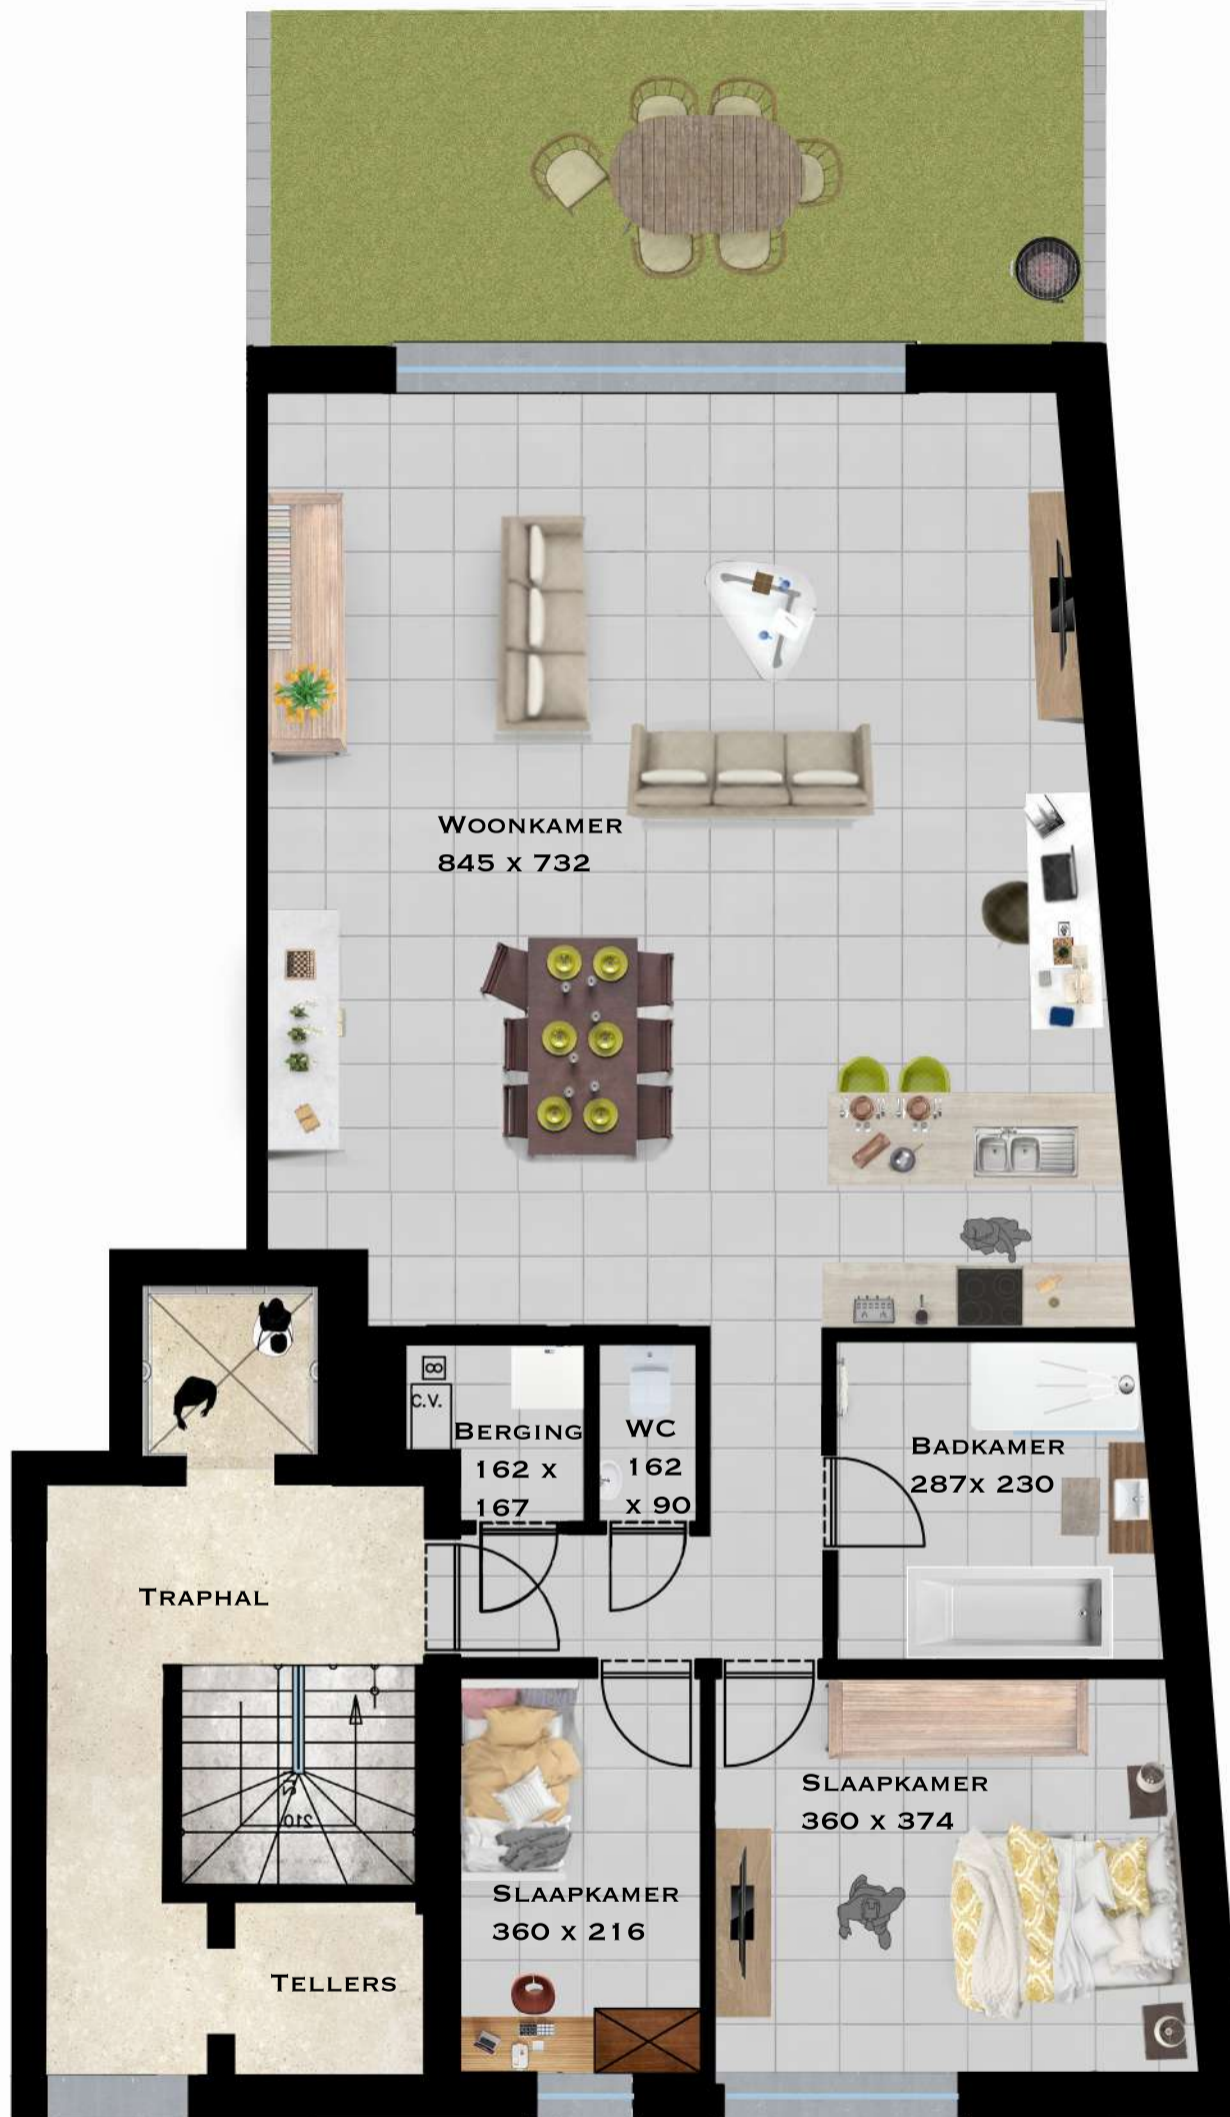 WOONKAMER
845 x 732
C.V.
BERGING
162 x
167
WC
162
x 90
BADKAMER
287x 230
TRAPHAL
210
SLAAPKAMER
360 x 374
SLAAPKAMER
360 x 216
TELLERS